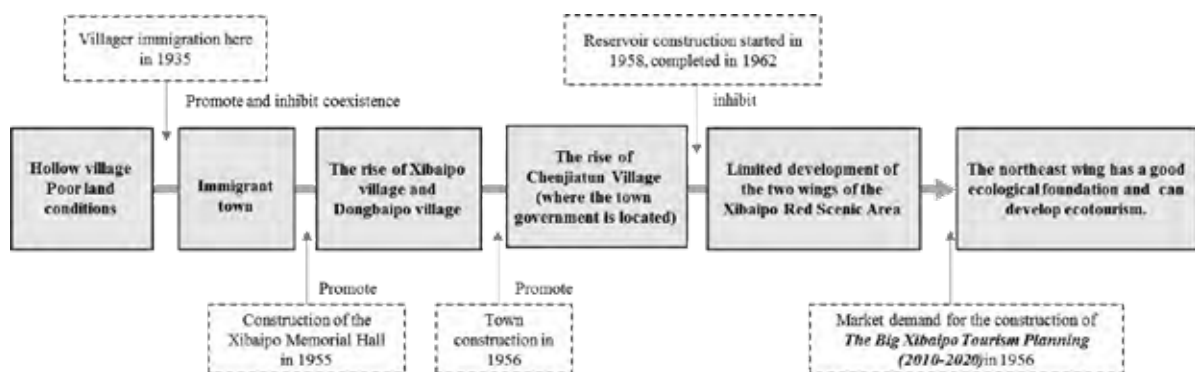 Villager immigration here
in 1935
Reservoir construction started in
1958, completed in 1962
Promote and inhibit coexistence
inhibit
Hollow village
Poor land
conditions
Immigrant
town
The rise of Xibaipo
village and
Dongbaipo village
The rise of
Chenjiatun Village
(where the town
government is located)
Limited development of
the two wings of the
Xibaipo Red Scenic Area
The northeast wing has a good
ecological foundation and can
develop ecotourism.
Promote
Promote
Construction of the
Xibaipo Memorial Hall
in 1955
Town
construction in
1956
Market demand for the construction of
The Big Xibaipo Tourism Planning
(2010-2020) in 1956